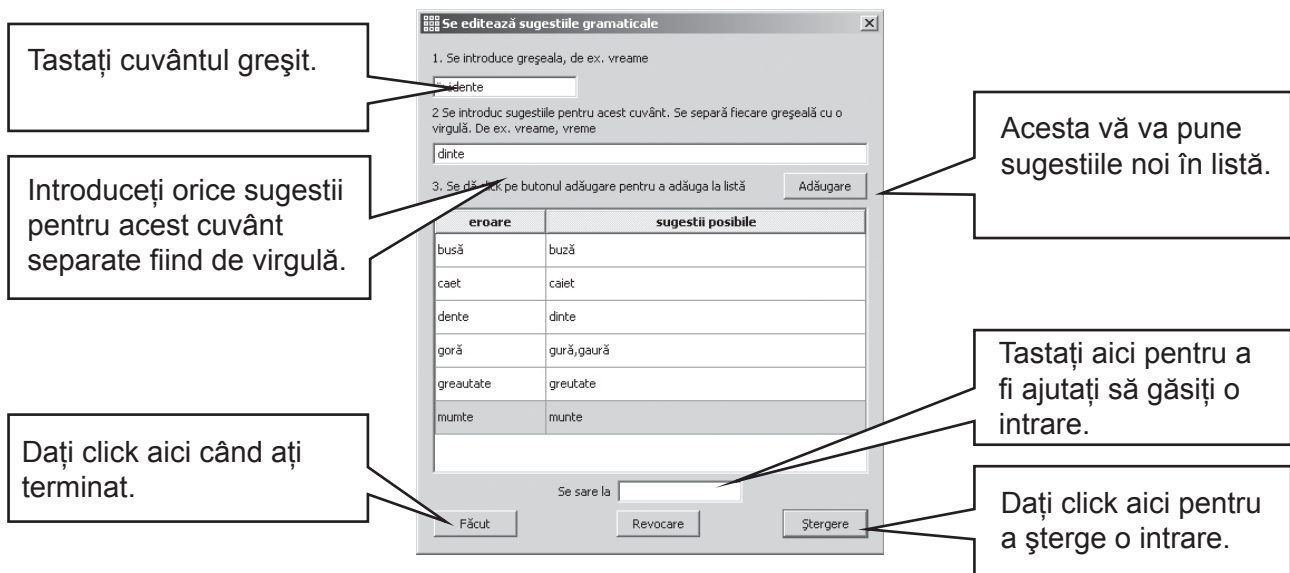 Se editează sugestiile gramaticale
Tastați cuvântul greşit.
1. Se introduce greşeala, de ex. vreame
2 Se introduc sugestiile pentru acest cuvânt. Se separă fiecare greşeală cu o
virgulă. De ex. vreame, vreme
dinte
Acesta vă va pune
sugestiile noi în listă.
Introduceți orice sugestii
pentru acest cuvânt
separate fiind de virgulă.
3. Se dă click pe butonul adăugare pentru a adăuga la listă
Adăugare
eroare sugestii posibile
busă buză
caet caiet
dente dinte
goră gură,gaură
greautate greutate
mumte munte
Tastați aici pentru a
fi ajutați să găsiți o
intrare.
Dați click aici când ați
terminat.
Se sare la
Făcut Revocare Ştergere
Dați click aici pentru
a şterge o intrare.